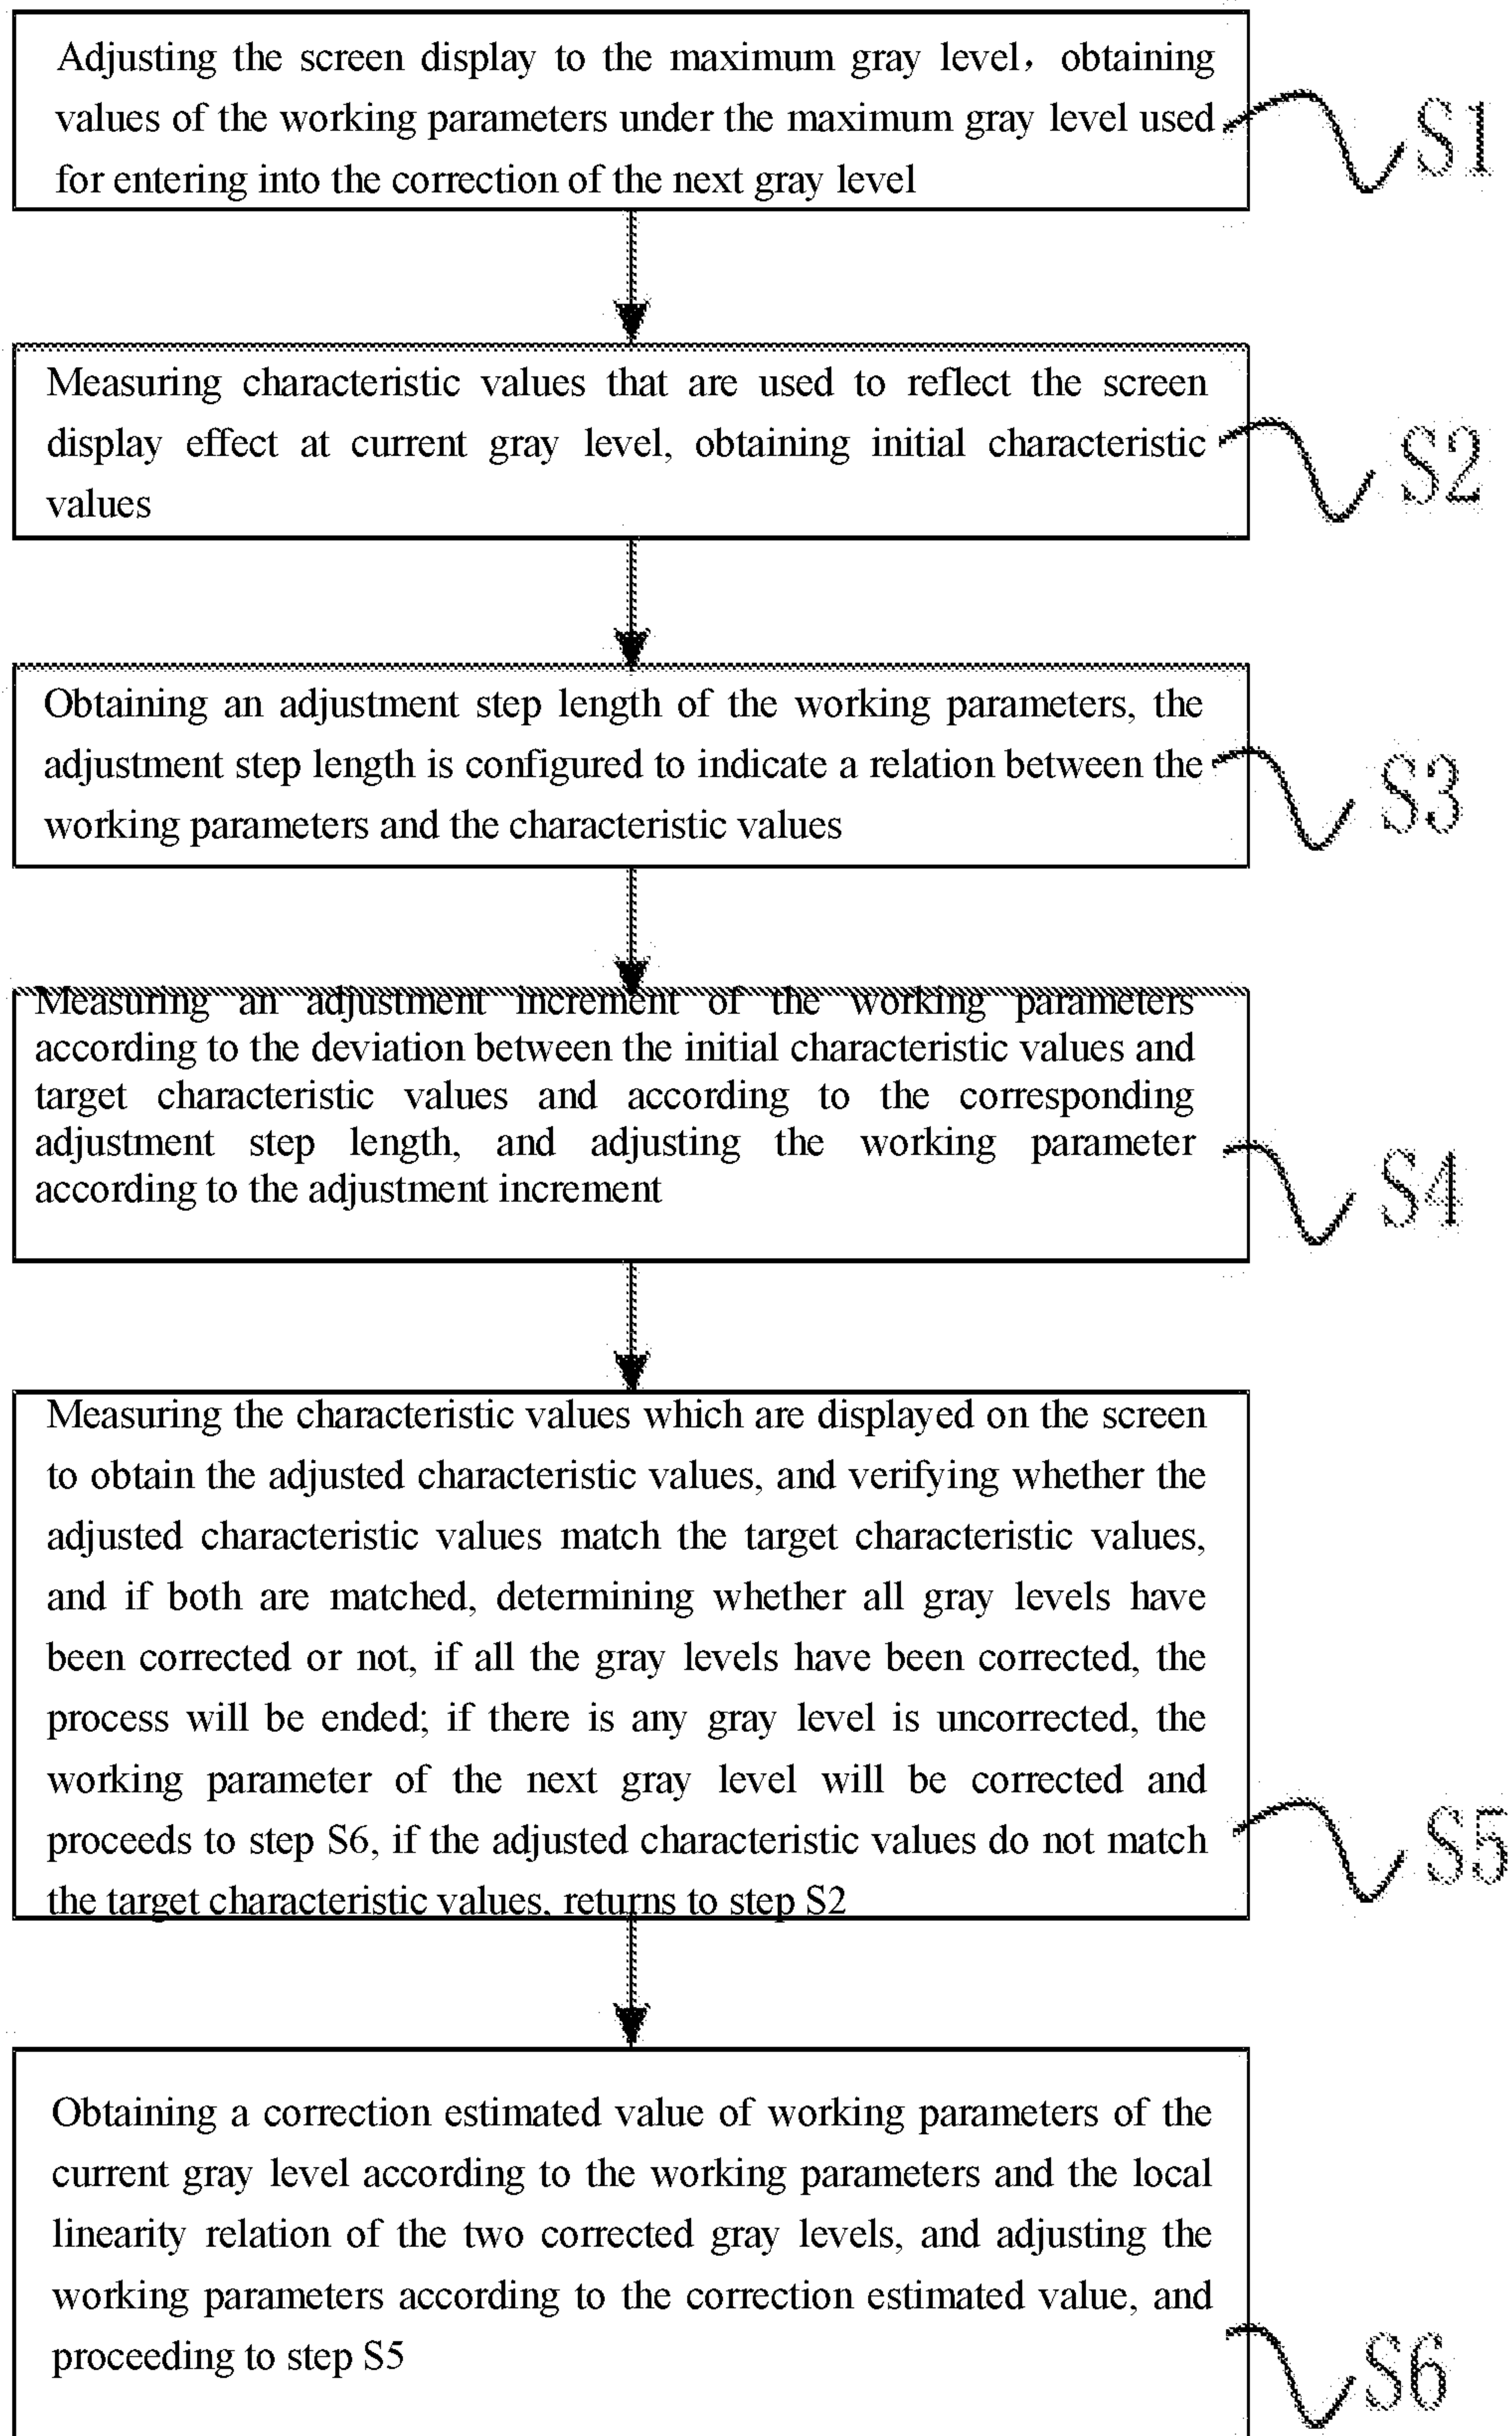 Adjusting the screen display to the maximum gray level, obtaining
values of the working parameters under the maximum gray level used
for entering into the correction of the next gray level
S1
Measuring characteristic values that are used to reflect the screen
display effect at current gray level, obtaining initial characteristic
values
S2
Obtaining an adjustment step length of the working parameters, the
adjustment step length is configured to indicate a relation between the
working parameters and the characteristic values
S3
Measuring an adjustment increment of the working parameters
according to the deviation between the initial characteristic values and
target characteristic values and according to the corresponding
adjustment step length, and adjusting the working parameter
according to the adjustment increment
S4
Measuring the characteristic values which are displayed on the screen
to obtain the adjusted characteristic values, and verifying whether the
adjusted characteristic values match the target characteristic values,
and if both are matched, determining whether all gray levels have
been corrected or not, if all the gray levels have been corrected, the
process will be ended; if there is any gray level is uncorrected, the
working parameter of the next gray level will be corrected and
proceeds to step S6, if the adjusted characteristic values do not match
the target characteristic values, returns to step S2
S5
Obtaining a correction estimated value of working parameters of the
current gray level according to the working parameters and the local
linearity relation of the two corrected gray levels, and adjusting the
working parameters according to the correction estimated value, and
proceeding to step S5
S6